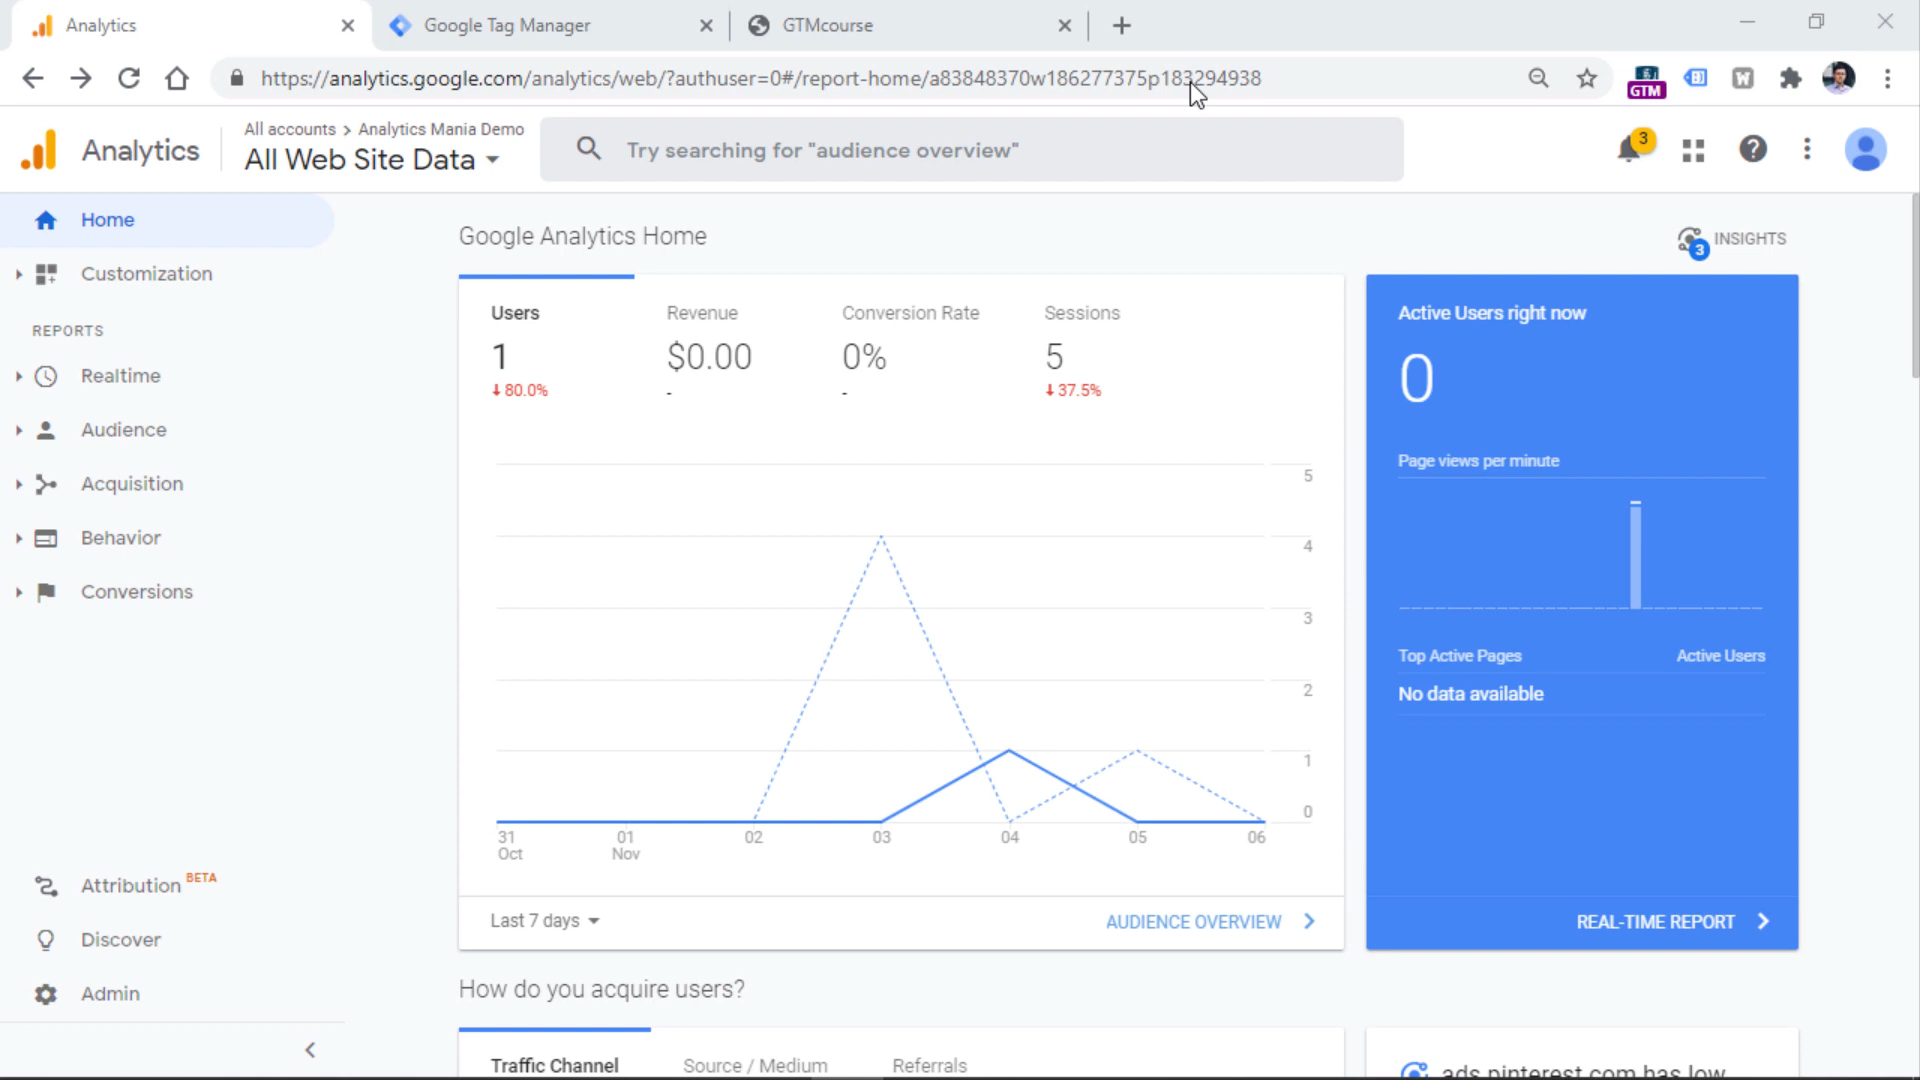 Analytics
Google Tag Manager
GTMcourse
https://analytics.google.com/analytics/web/?authuser=0#/report-home/a83848370w186277375p183294938
GTM
W
Analytics
All accounts > Analytics Mania Demo
All Web Site Data
Try searching for "audience overview"
3
Home
Customization
REPORTS
Realtime
Audience
Acquisition
Behavior
Conversions
Attribution BETA
Discover
Admin
Google Analytics Home
INSIGHTS
3
Users
1
80.0%
Revenue
$0.00
-
Conversion Rate
0%
-
Sessions
5
37.5%
5
4
3
2
1
0
31 Oct
01 Nov
02
03
04
05
06
Last 7 days
AUDIENCE OVERVIEW
Active Users right now
0
Page views per minute
Top Active Pages
Active Users
No data available
REAL-TIME REPORT
How do you acquire users?
Traffic Channel
Source / Medium
Referrals
ads.pinterest.com has low